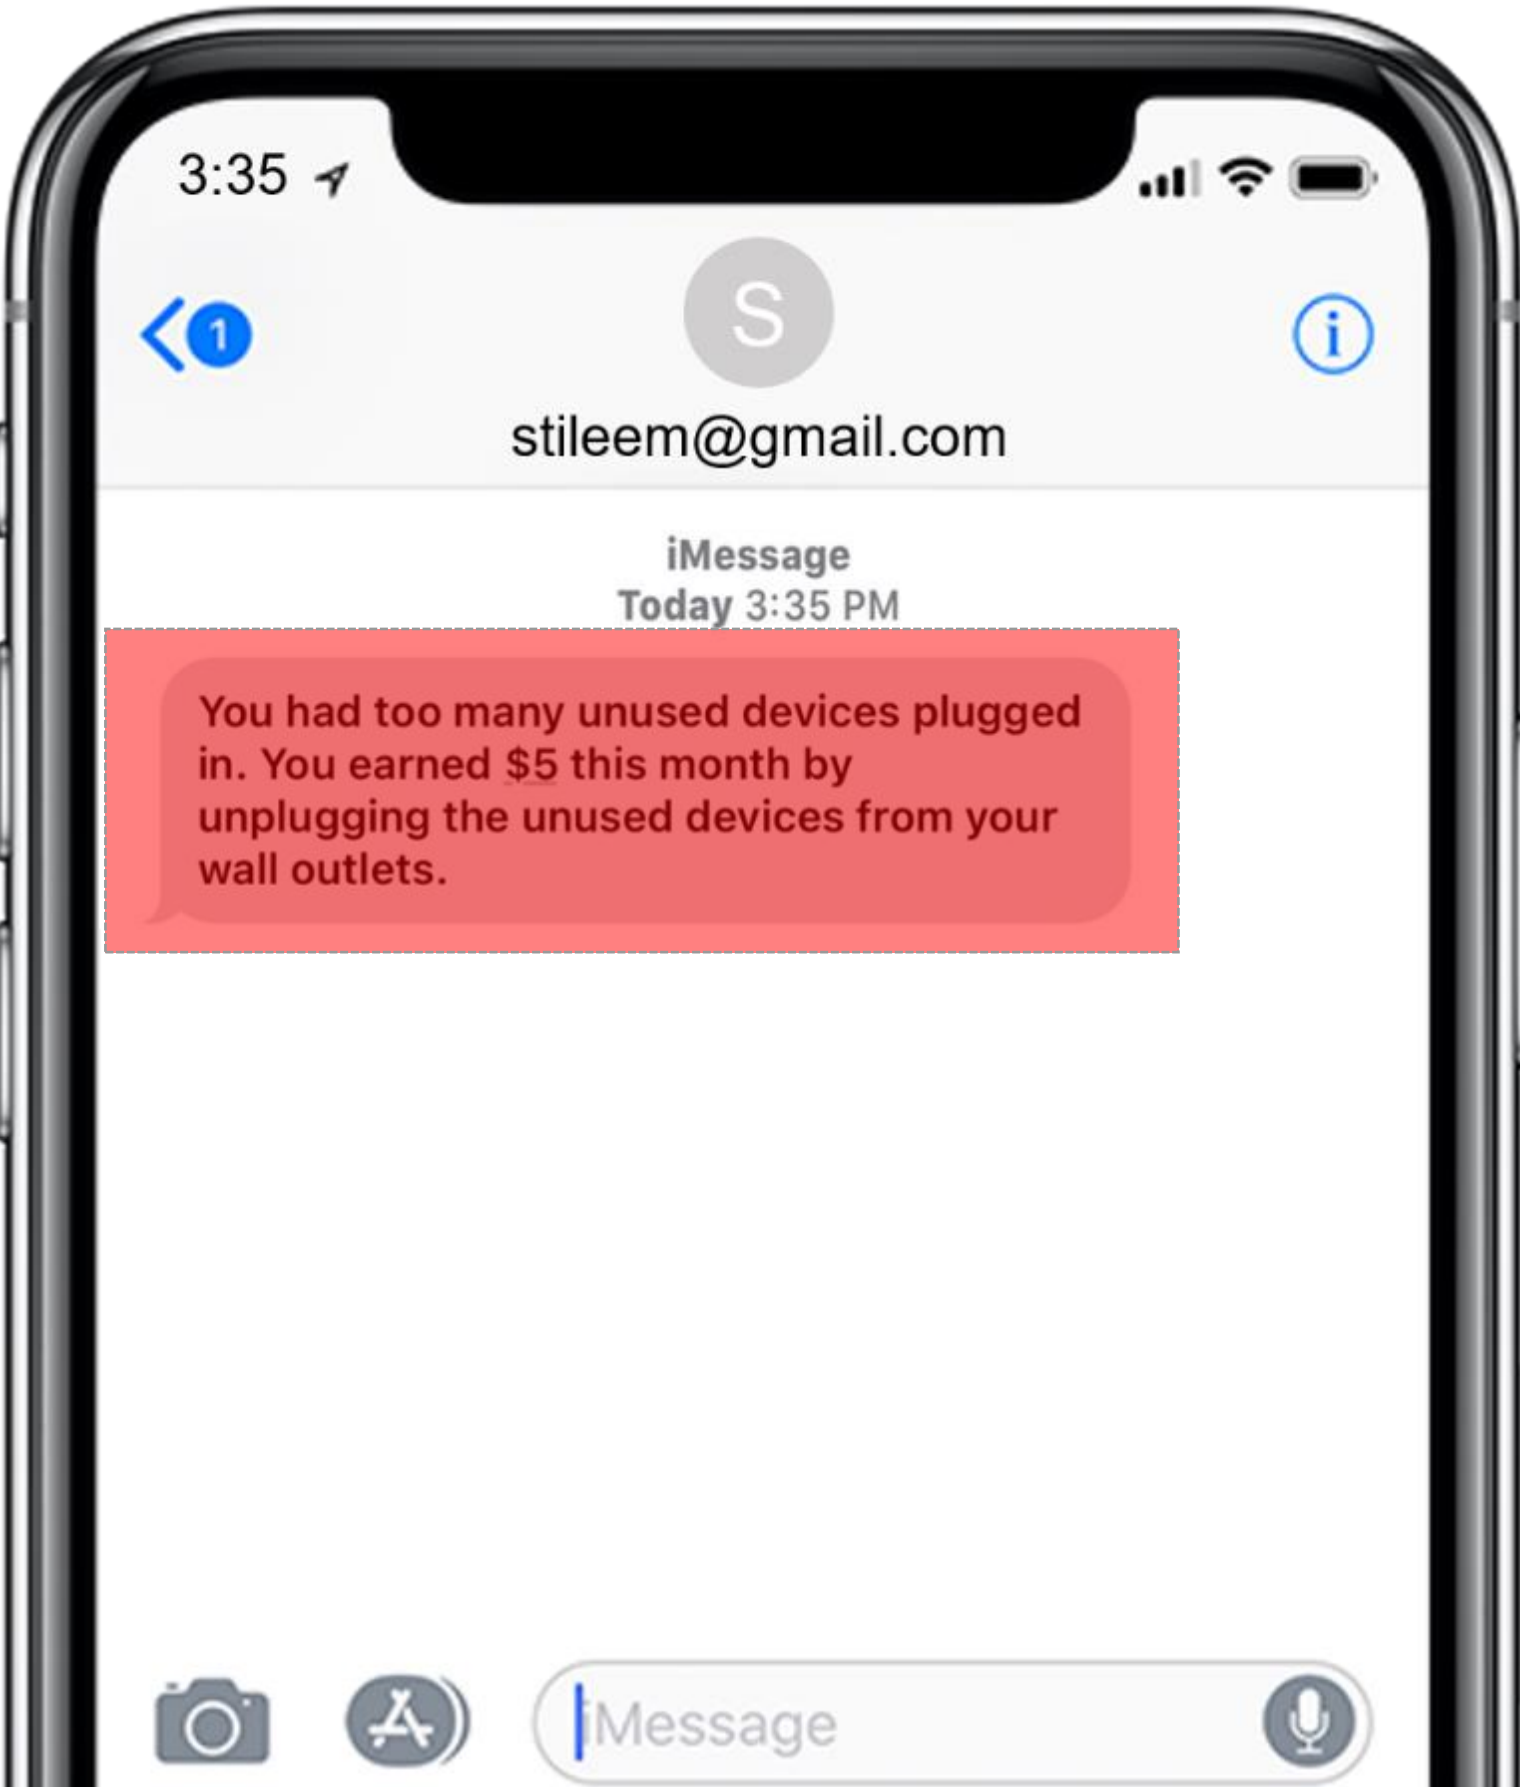 3:35
1
S
i
stileem@gmail.com
iMessage
Today 3:35 PM
You had too many unused devices plugged
in. You earned $5 this month by
unplugging the unused devices from your
wall outlets.
iMessage